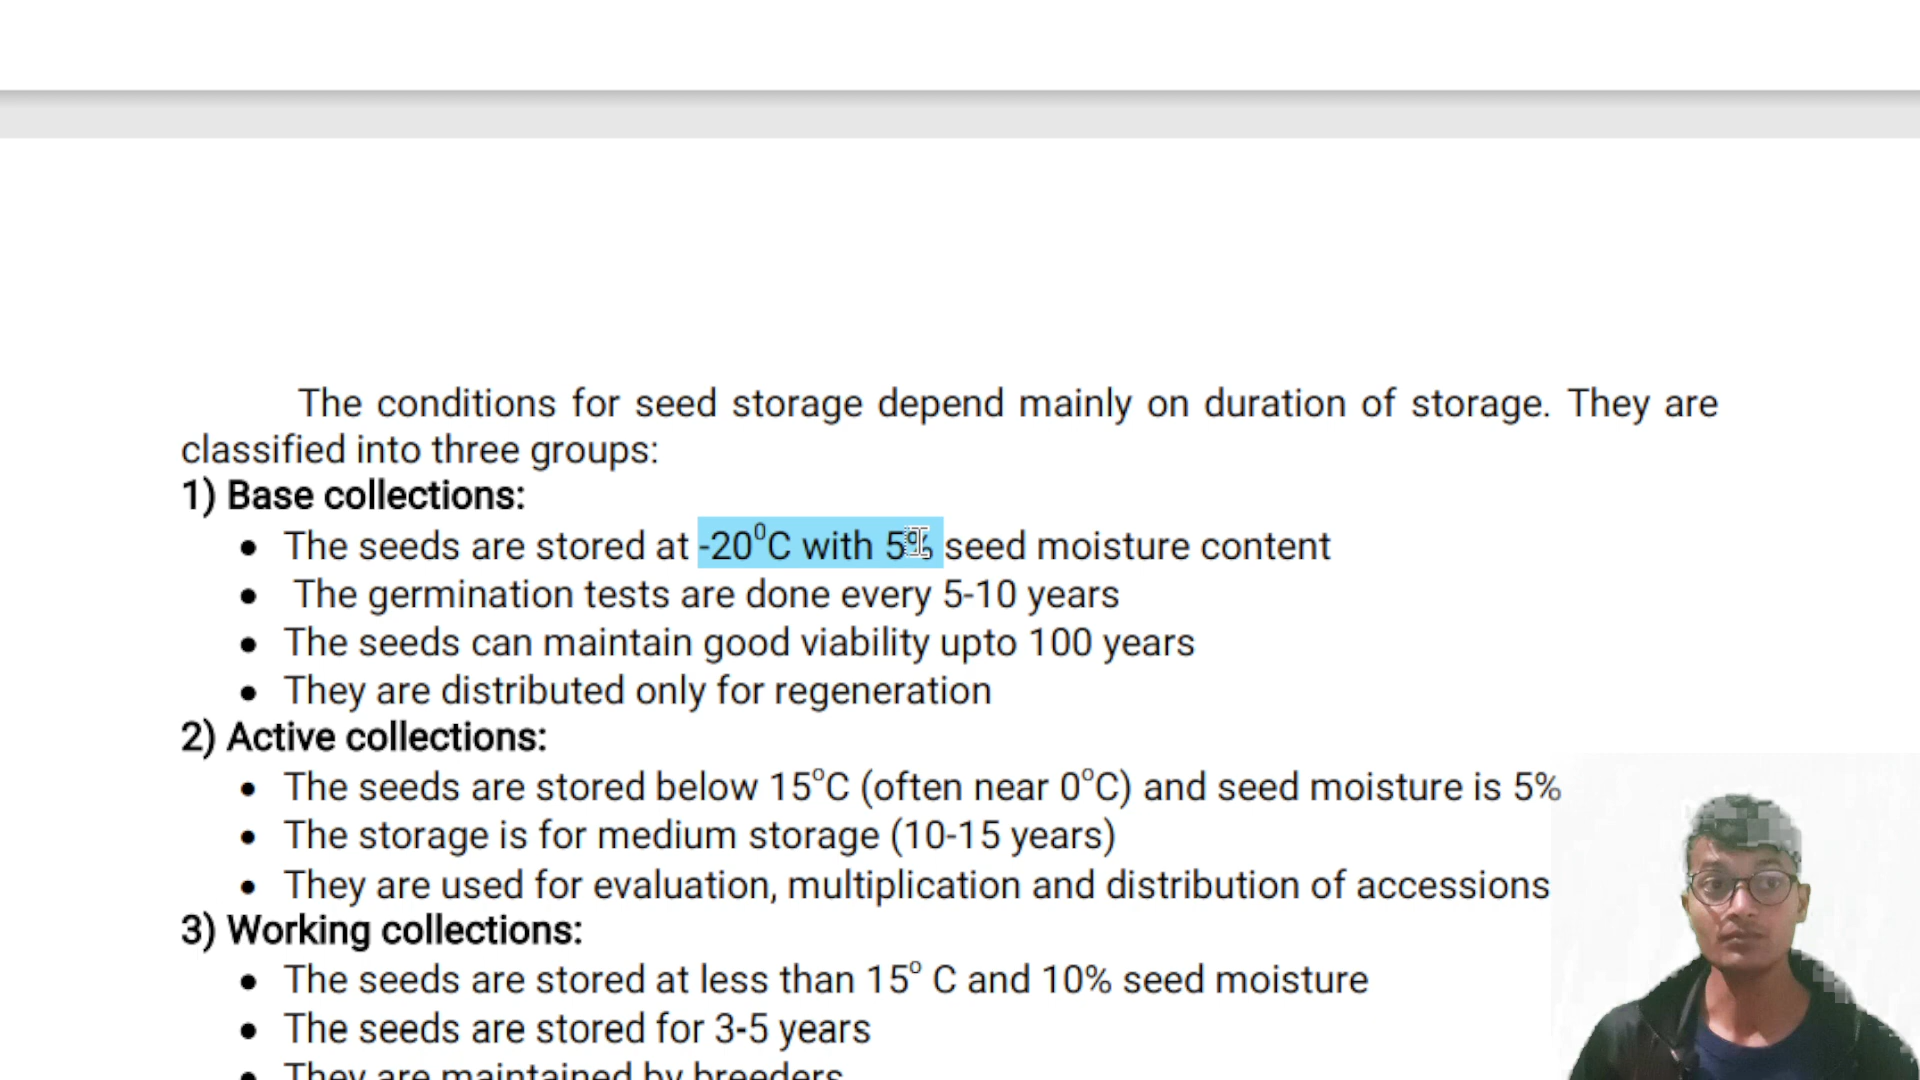 The conditions for seed storage depend mainly on duration of storage. They are
classified into three groups:
1) Base collections:
• The seeds are stored at -20⁰C with 5% seed moisture content
• The germination tests are done every 5-10 years
• The seeds can maintain good viability upto 100 years
• They are distributed only for regeneration
2) Active collections:
• The seeds are stored below 15°C (often near 0°C) and seed moisture is 5%
• The storage is for medium storage (10-15 years)
• They are used for evaluation, multiplication and distribution of accessions
3) Working collections:
• The seeds are stored at less than 15° C and 10% seed moisture
• The seeds are stored for 3-5 years
• They are maintained by breeders